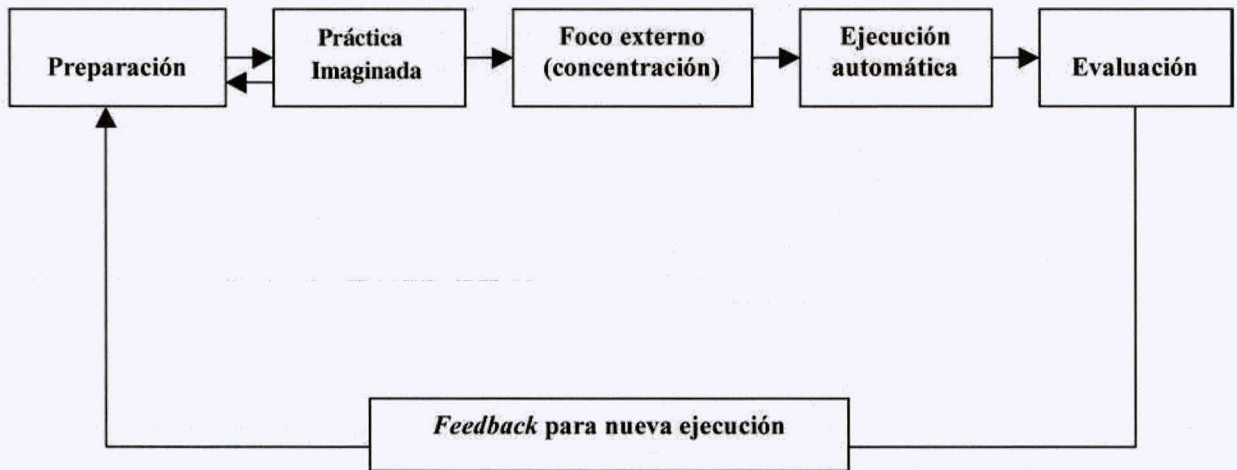 Preparación
Práctica
Imaginada
Foco externo
(concentración)
Ejecución
automática
Evaluación
Feedback para nueva ejecución